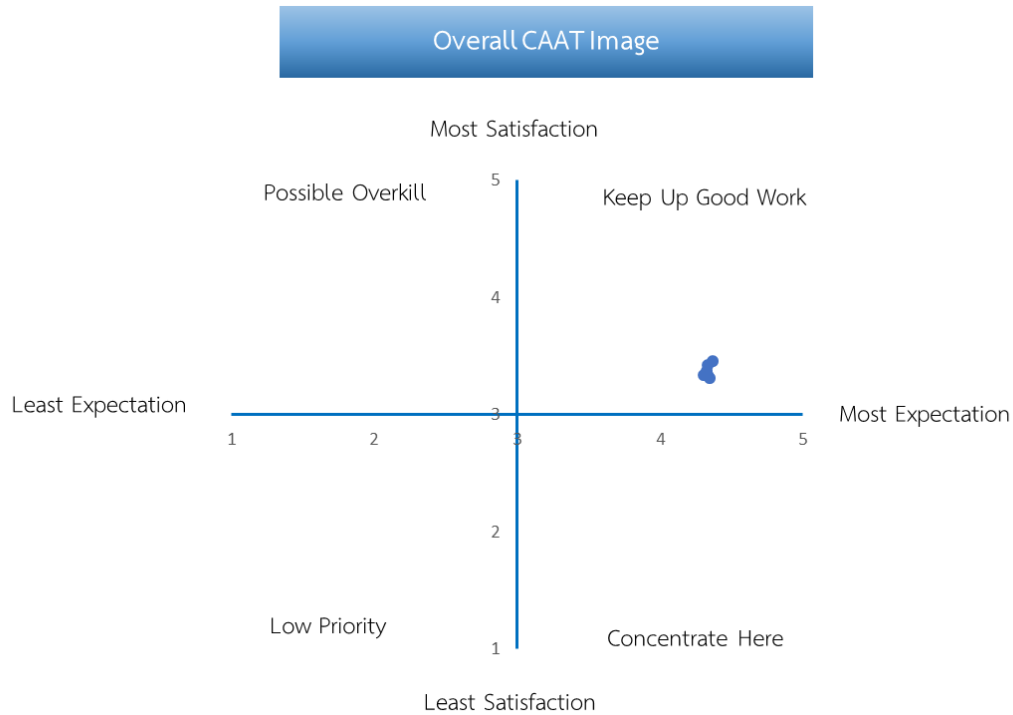 Overall CAAT Image
Most Satisfaction
Possible Overkill
5
Keep Up Good Work
4
Least Expectation
3
Most Expectation
1 2 3 4 5
2
Low Priority
1
Concentrate Here
Least Satisfaction